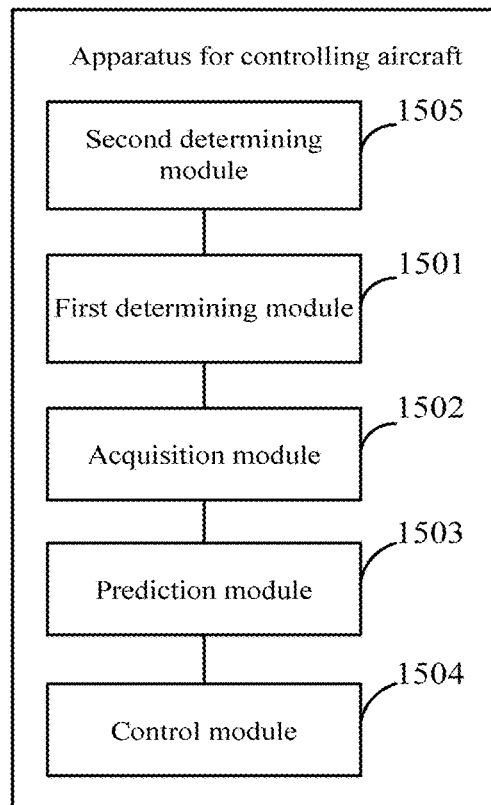 Apparatus for controlling aircraft
1505
Second determining
module
1501
First determining module
1502
Acquisition module
1503
Prediction module
1504
Control module